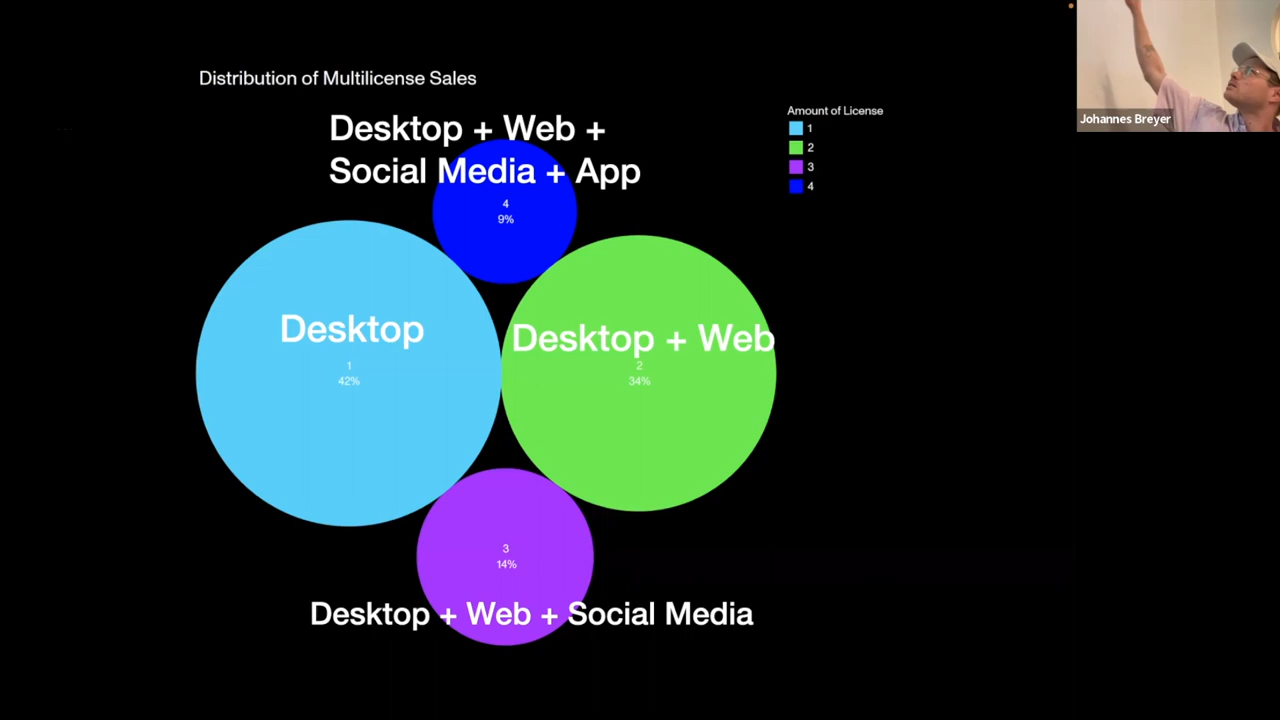 Distribution of Multilicense Sales
Desktop + Web +
Social Media + App
4
9%
Amount of License
1
2
3
4
Desktop
1
42%
Desktop + Web
2
34%
3
14%
Desktop + Web + Social Media
Johannes Breyer